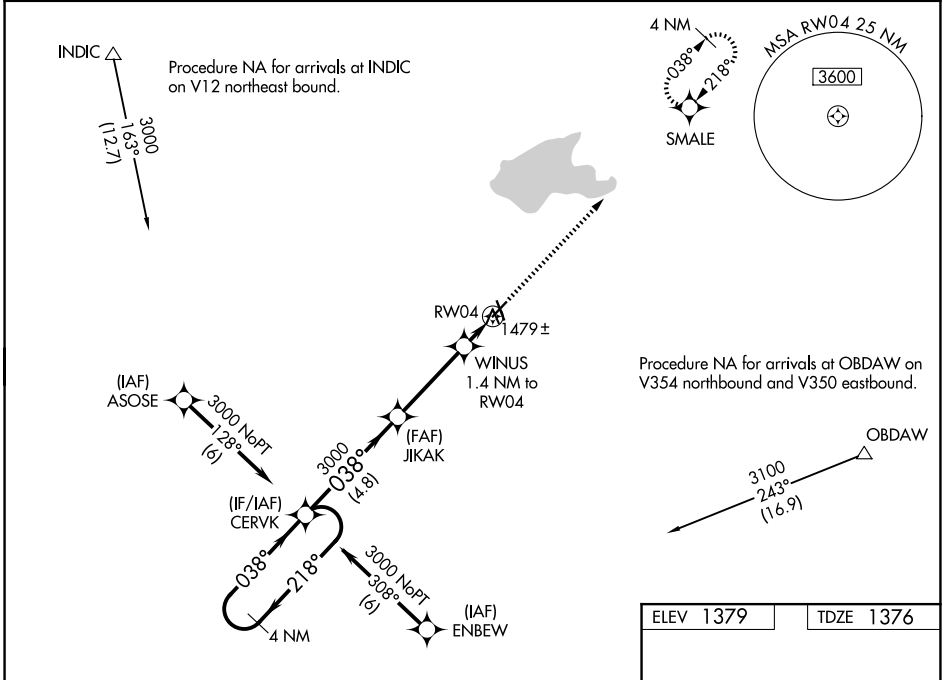 INDIC
Procedure NA for arrivals at INDIC
on V12 northeast bound.
3000
163°
(12.7)
4 NM
038°
218°
SMALE
MSA RW04 25 NM
3600
RW04
1479 ±
WINUS
1.4 NM to
RW04
Procedure NA for arrivals at OBDAW on
V354 northbound and V350 eastbound.
(IAF)
ASOSE
3000 NoPT
128°
(6)
(FAF)
JIKAK
3000
038°
(4.8)
OBDAW
3100
243°
(16.9)
(IF/IAF)
CERVK
038°
218°
4 NM
3000 NoPT
308°
(6)
(IAF)
ENBEW
ELEV 1379
TDZE 1376